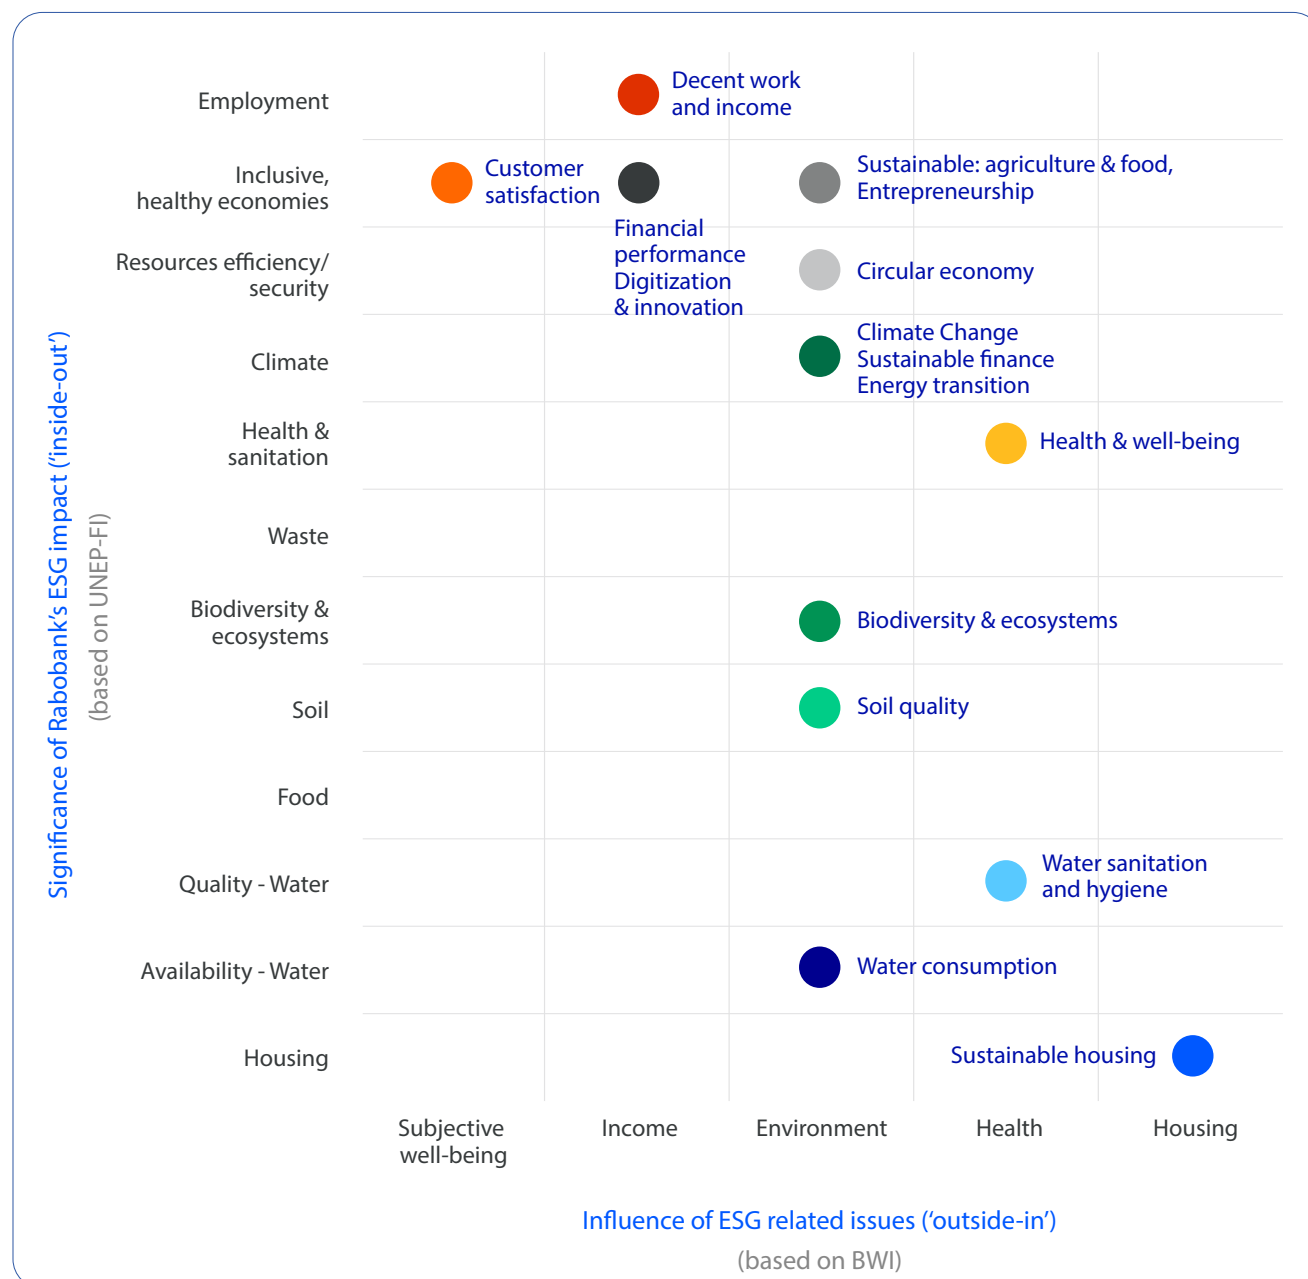 Employment
Decent work
and income
Inclusive,
healthy economies
Customer
satisfaction
Financial
performance
Digitization
& innovation
Sustainable: agriculture & food,
Entrepreneurship
Resources efficiency/
security
Circular economy
Climate
Climate Change
Sustainable finance
Energy transition
Health &
sanitation
Health & well-being
Waste
Biodiversity &
ecosystems
Biodiversity & ecosystems
Soil
Soil quality
Food
Quality - Water
Water sanitation
and hygiene
Availability - Water
Water consumption
Housing
Sustainable housing
Significance of Rabobank’s ESG impact (‘inside-out’)
(based on UNEP-FI)
Subjective
well-being
Income
Environment
Health
Housing
Influence of ESG related issues (‘outside-in’)
(based on BWI)